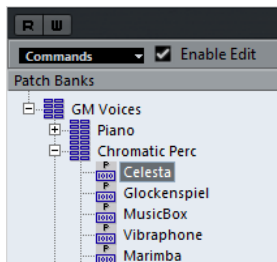 R W
Commands Enable Edit
Patch Banks
GM Voices
Piano
Chromatic Perc
P Celesta
P Glockenspiel
P MusicBox
P Vibraphone
P Marimba